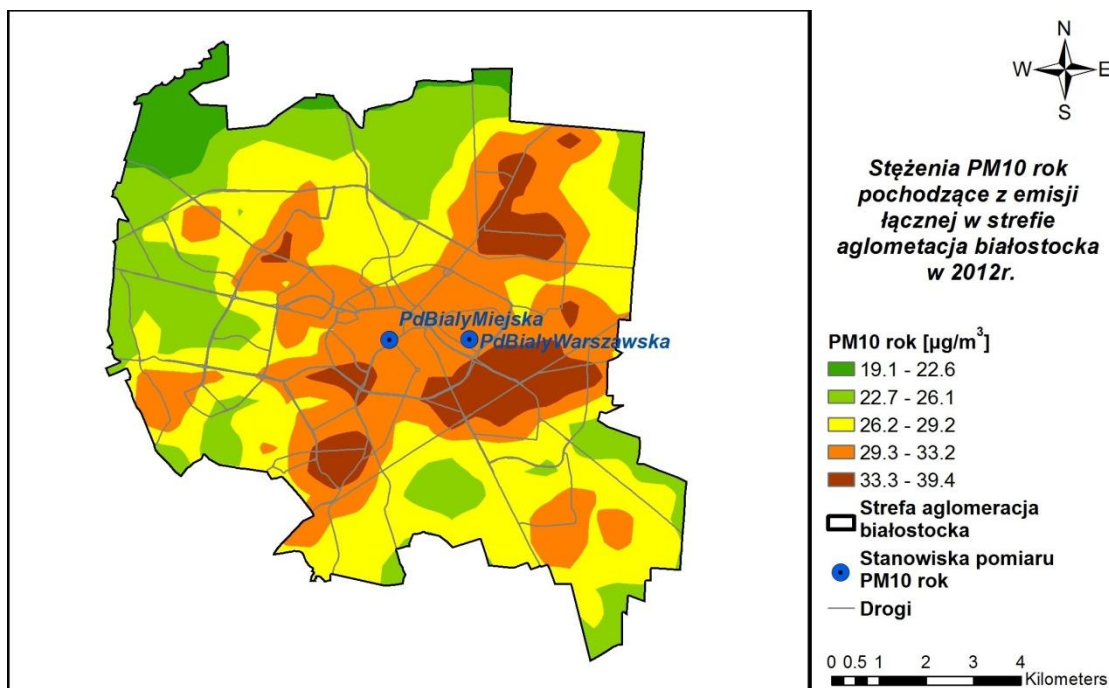 N
W E
S
Stężenia PM10 rok
pochodzące z emisji
łącznej w strefie
aglometacja białostocka
w 2012r.
PdBialyMiejska
PdBialyWarszawska
PM10 rok [µg/m³]
19.1 - 22.6
22.7 - 26.1
26.2 - 29.2
29.3 - 33.2
33.3 - 39.4
Strefa aglomeracja
białostocka
Stanowiska pomiaru
PM10 rok
Drogi
0 0.5 1 2 3 4
Kilometers